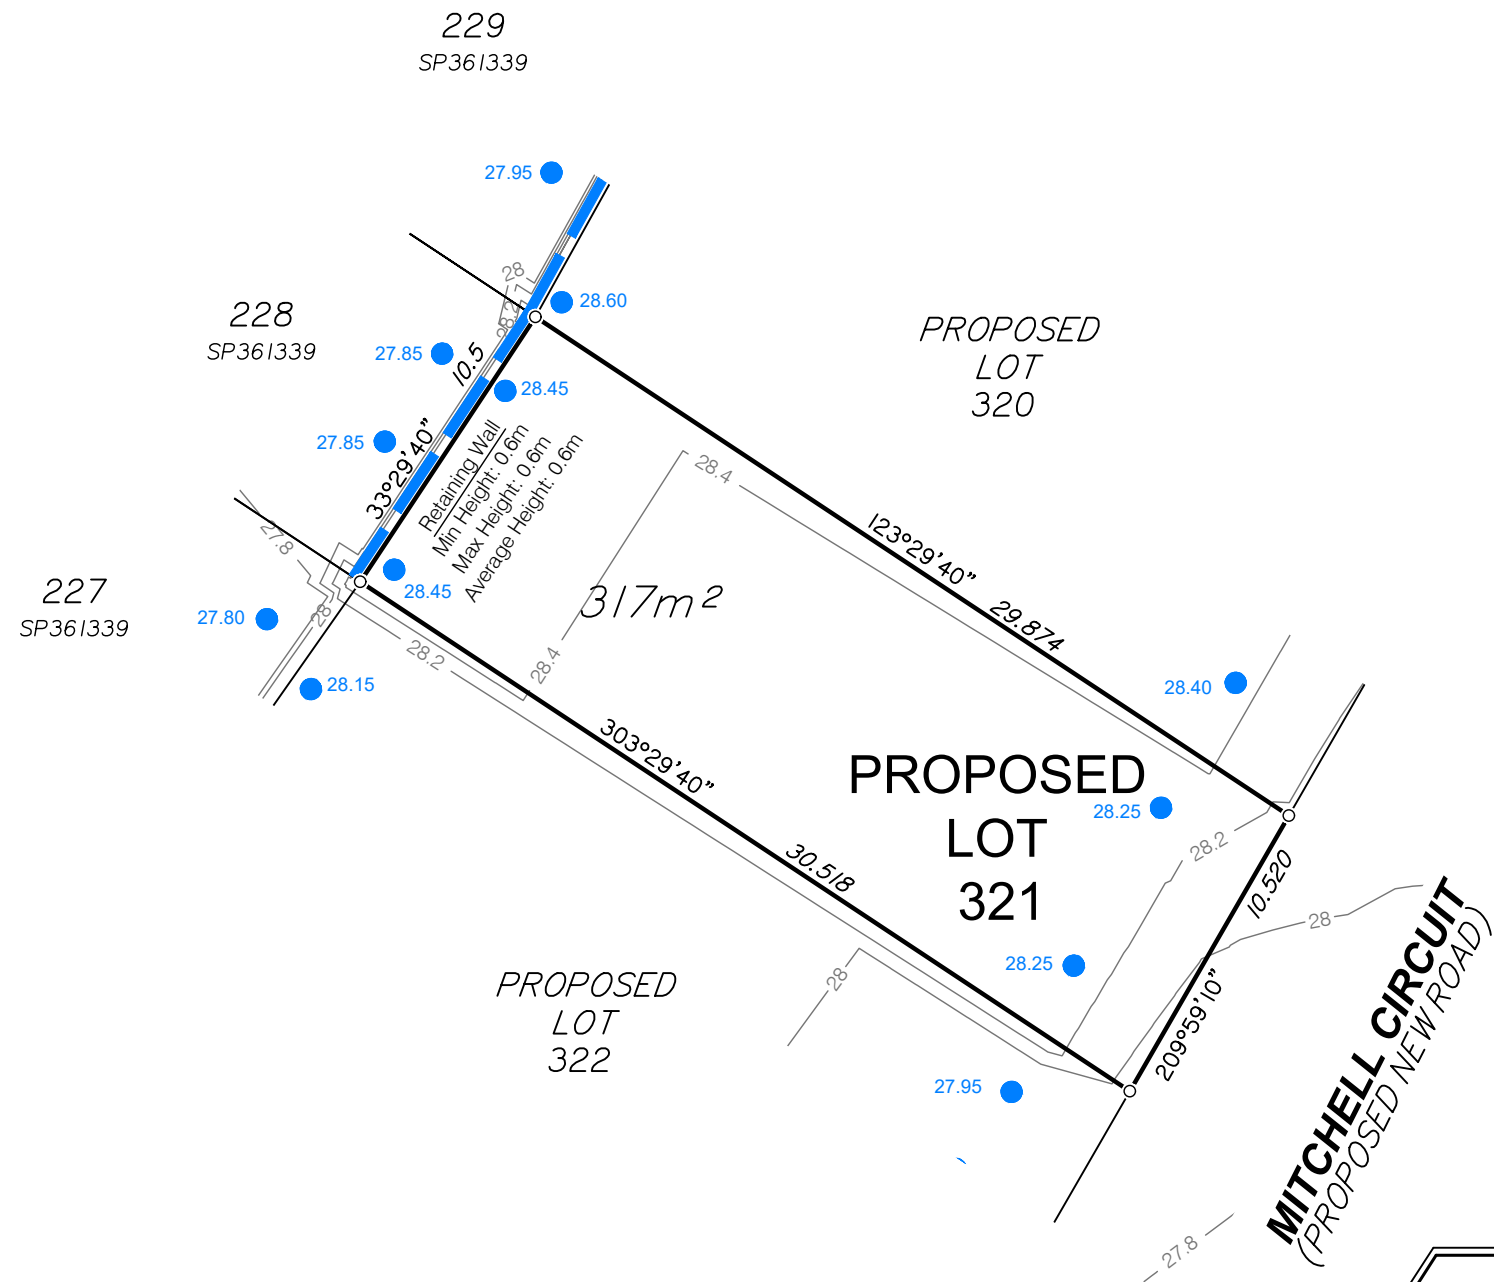 229
SP361339
27.95
28
28.2
28.60
228
SP361339
27.85
10.5
28.45
27.85
33°29'40"
Retaining Wall
Min Height: 0.6m
Max Height: 0.6m
Average Height: 0.6m
PROPOSED
LOT
320
28.4
123°29'40"
29.874
27.8
28.45
317m²
227
SP361339
27.80
28
28.2
28.4
28.15
28.40
303°29'40"
PROPOSED
LOT
321
28.25
28.2
30.518
10.520
28
28.25
209°59'10"
PROPOSED
LOT
322
28
27.95
MITCHELL CIRCUIT
(PROPOSED NEW ROAD)
27.8